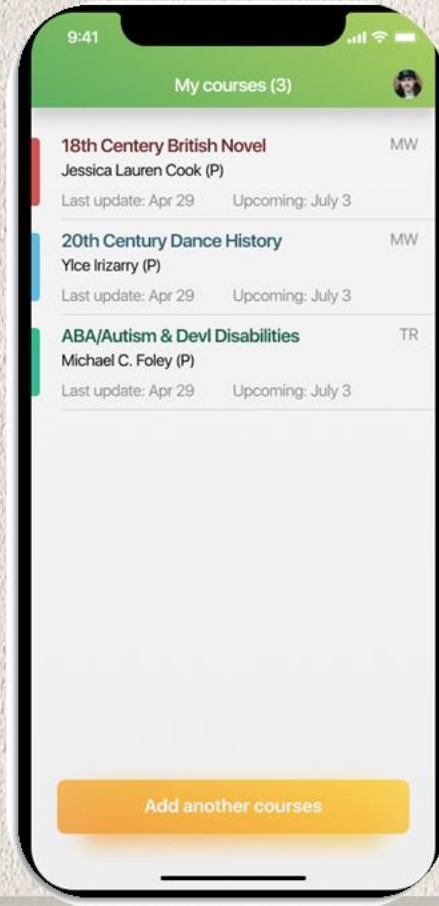 9:41
My courses (3)
18th Centery British Novel MW
Jessica Lauren Cook (P)
Last update: Apr 29 Upcoming: July 3
20th Century Dance History MW
Ylce Irizarry (P)
Last update: Apr 29 Upcoming: July 3
ABA/Autism & Devl Disabilities TR
Michael C. Foley (P)
Last update: Apr 29 Upcoming: July 3
Add another courses